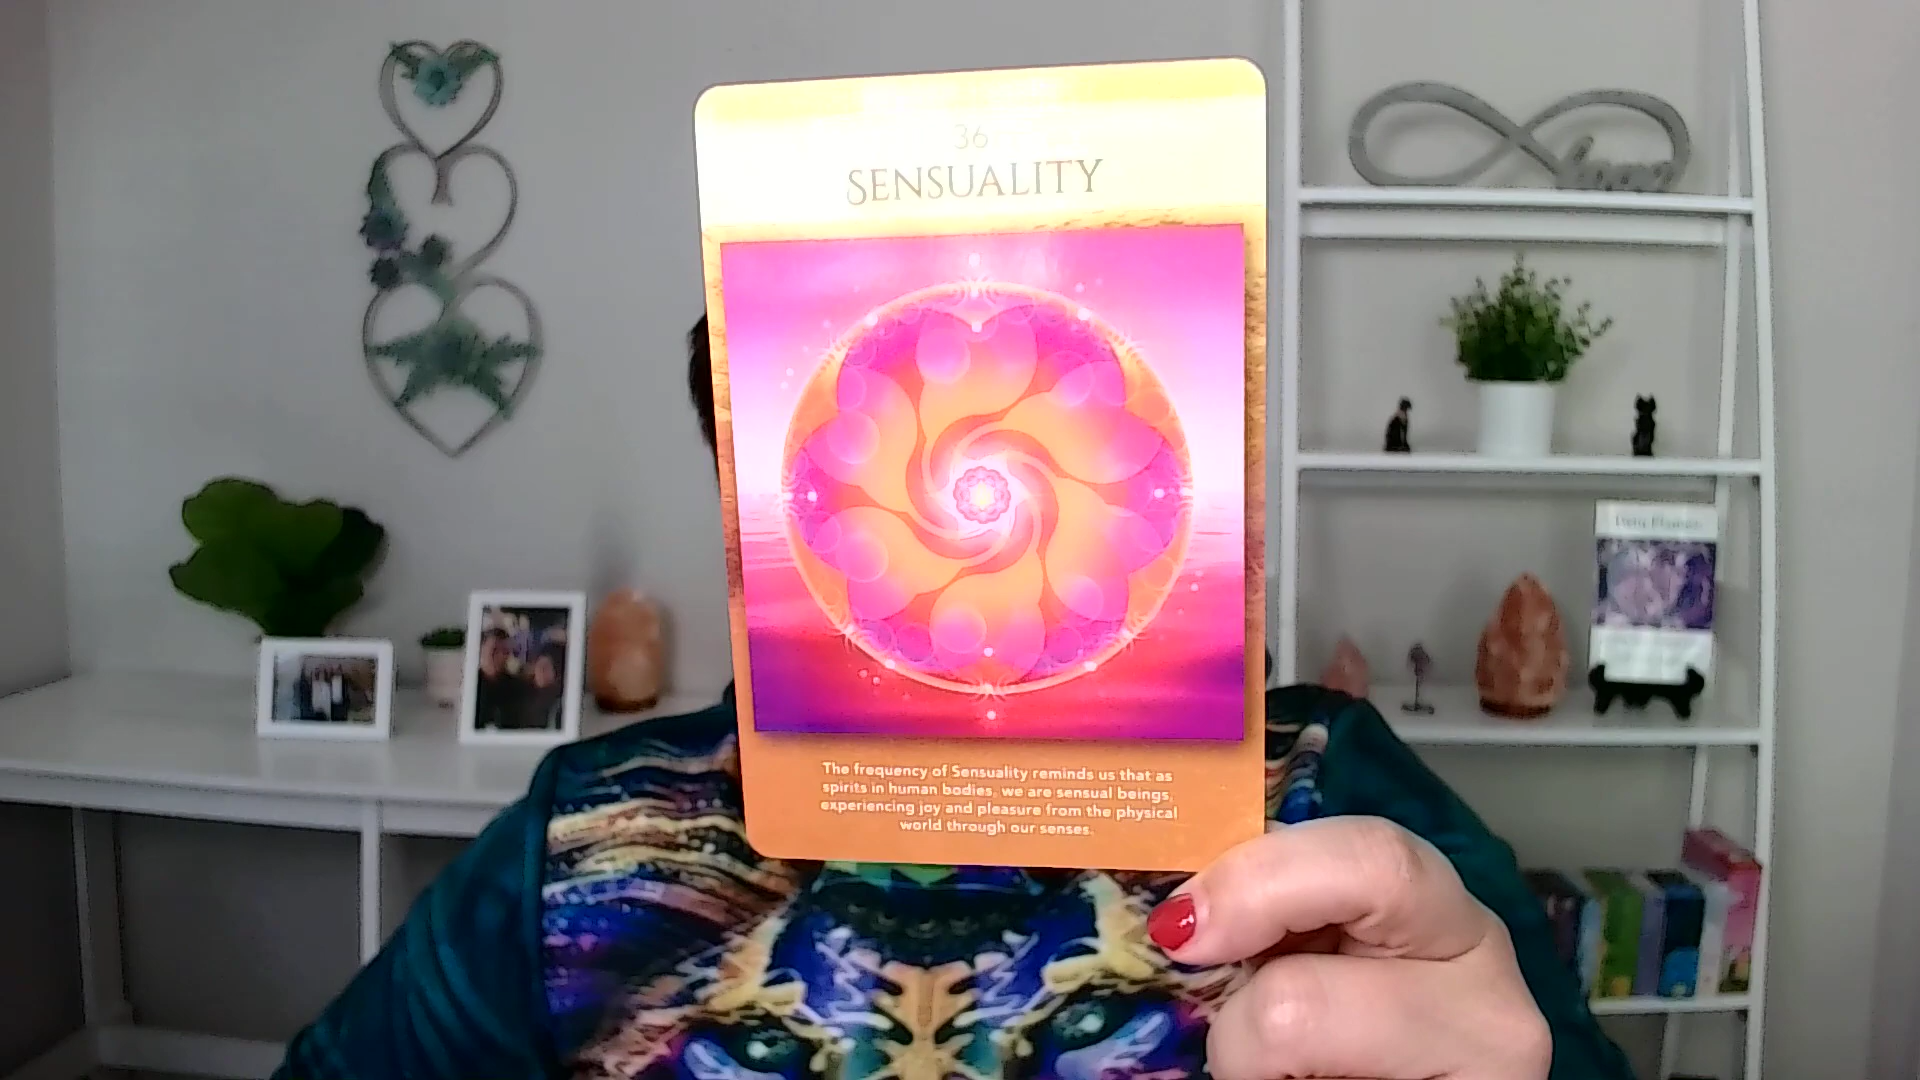 36
SENSUALITY
The frequency of Sensuality reminds us that as
spirits in human bodies, we are sensual beings,
experiencing joy and pleasure from the physical
world through our senses.
love